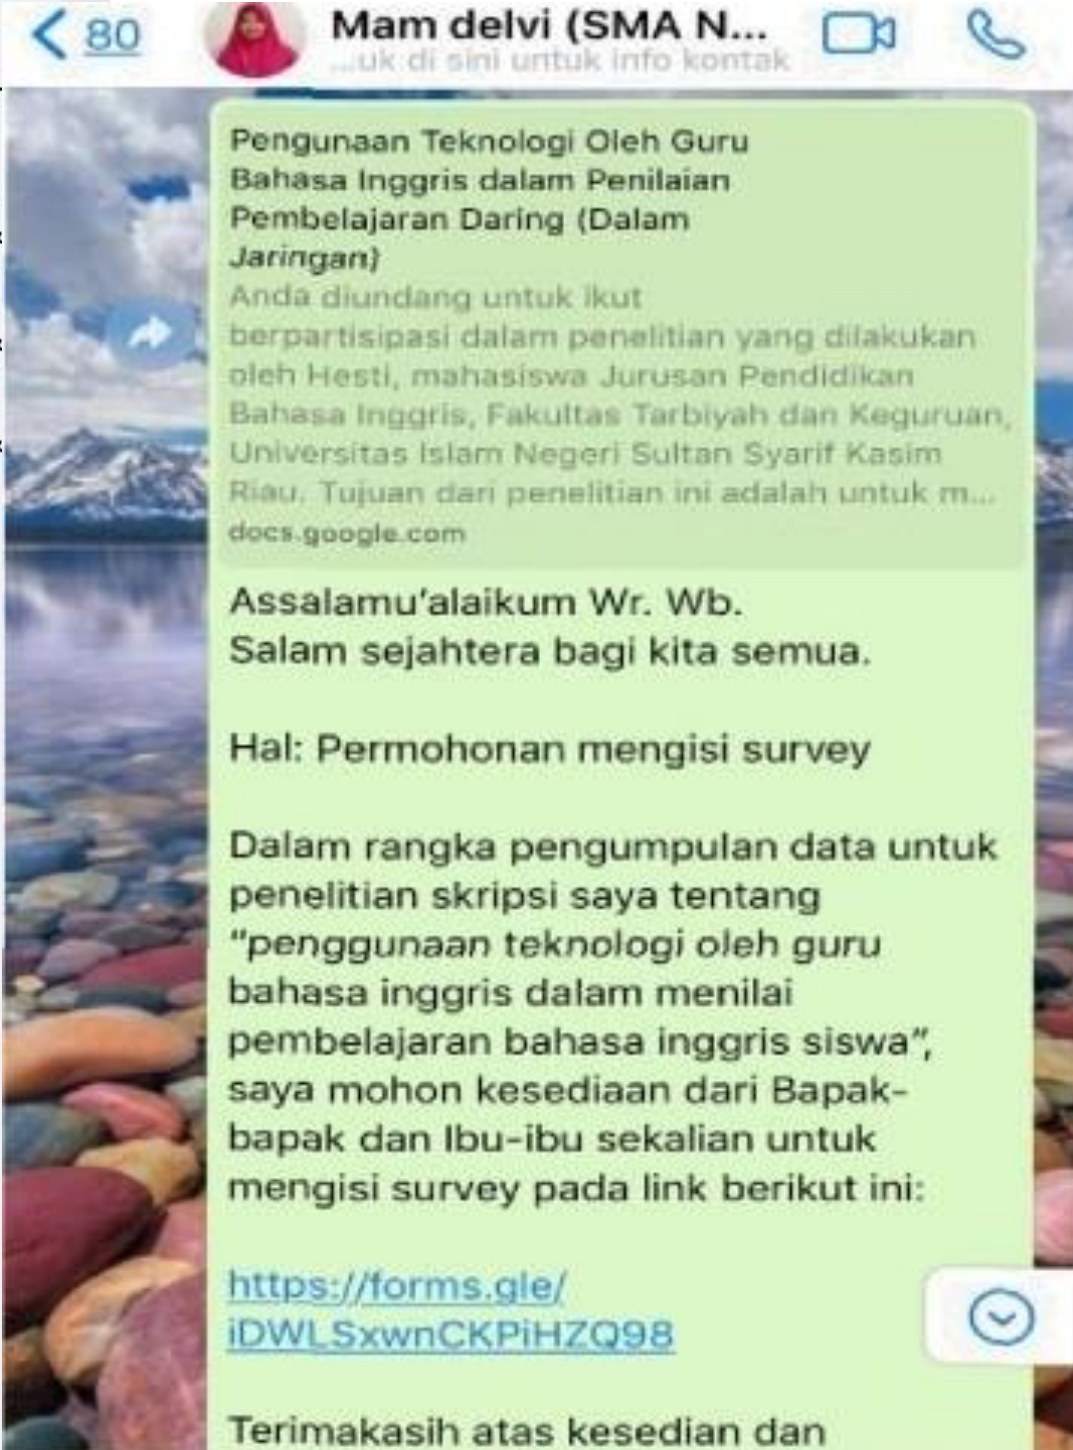 80
Mam delvi (SMA N...
...uk di sini untuk info kontak
Pengunaan Teknologi Oleh Guru
Bahasa Inggris dalam Penilaian
Pembelajaran Daring (Dalam
Jaringan)
Anda diundang untuk ikut
berpartisipasi dalam penelitian yang dilakukan
oleh Hesti, mahasiswa Jurusan Pendidikan
Bahasa Inggris, Fakultas Tarbiyah dan Keguruan,
Universitas Islam Negeri Sultan Syarif Kasim
Riau. Tujuan dari penelitian ini adalah untuk m...
docs.google.com
Assalamu'alaikum Wr. Wb.
Salam sejahtera bagi kita semua.
Hal: Permohonan mengisi survey
Dalam rangka pengumpulan data untuk
penelitian skripsi saya tentang
"penggunaan teknologi oleh guru
bahasa inggris dalam menilai
pembelajaran bahasa inggris siswa",
saya mohon kesediaan dari Bapak-
bapak dan Ibu-ibu sekalian untuk
mengisi survey pada link berikut ini:
https://forms.gle/
iDWLSxwnCKPiHZQ98
Terimakasih atas kesedian dan